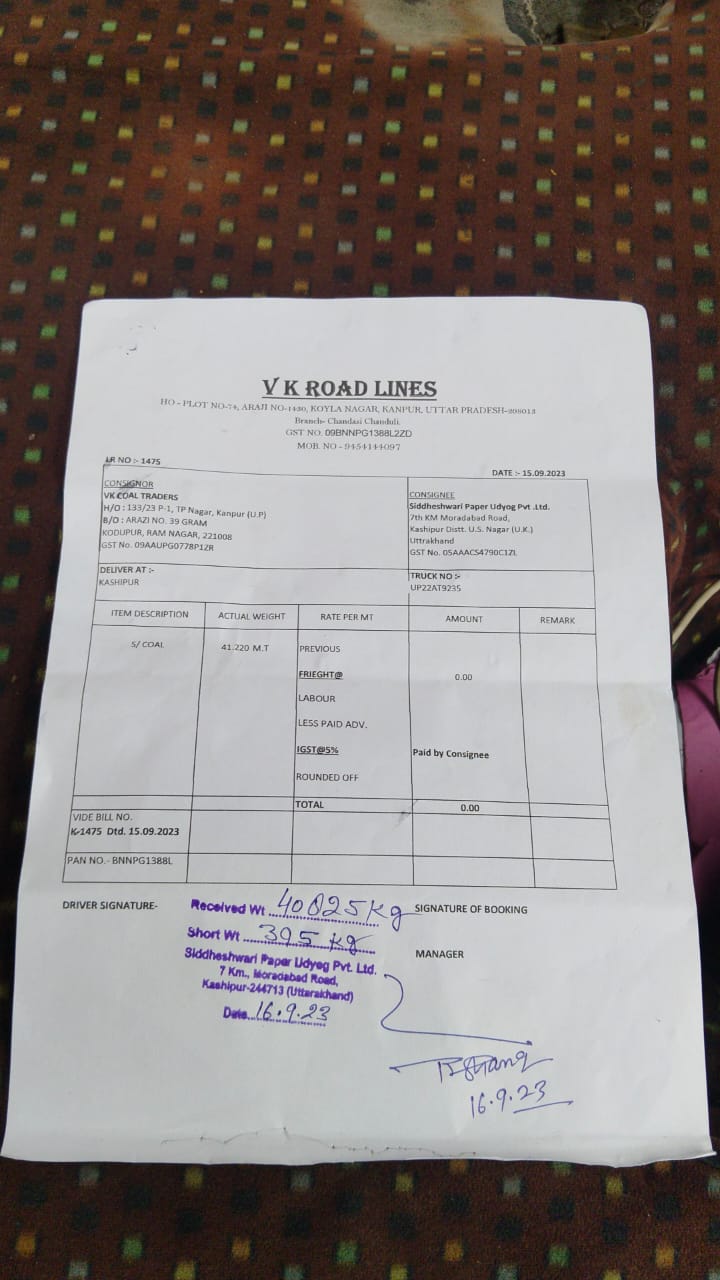 V K ROAD LINES
HO - PLOT NO-74, ARAJI NO-1430, KOYLA NAGAR, KANPUR, UTTAR PRADESH-208013
Branch- Chandasi Chanduli.
GST NO. 09BNNPG1388L2ZD
MOB. NO - 9454144097
LR NO :- 1475
DATE :- 15.09.2023
CONSIGNOR
VK COAL TRADERS
H/O : 133/23 P-1, TP Nagar, Kanpur (U.P)
B/O : ARAZI NO. 39 GRAM
KODUPUR, RAM NAGAR, 221008
GST No. 09AAUPG0778P1ZR
CONSIGNEE
Siddheshwari Paper Udyog Pvt .Ltd.
7th KM Moradabad Road,
Kashipur Distt. U.S. Nagar (U.K.)
Uttrakhand
GST No. 05AAACS4790C1ZL
DELIVER AT :-
KASHIPUR
TRUCK NO :-
UP22AT9235
ITEM DESCRIPTION ACTUAL WEIGHT RATE PER MT AMOUNT REMARK
S/ COAL 41.220 M.T PREVIOUS
FRIEGHT@ 0.00
LABOUR
LESS PAID ADV.
IGST@5% Paid by Consignee
ROUNDED OFF
TOTAL 0.00
VIDE BILL NO.
K-1475 Dtd. 15.09.2023
PAN NO.- BNNPG1388L
DRIVER SIGNATURE-
Received Wt 40825 kg
SIGNATURE OF BOOKING
Short Wt 395 kg
MANAGER
Siddheshwari Paper Udyog Pvt. Ltd.
7 Km., Moradabad Road,
Kashipur-244713 (Uttarakhand)
Date 16.9.23
16.9.23